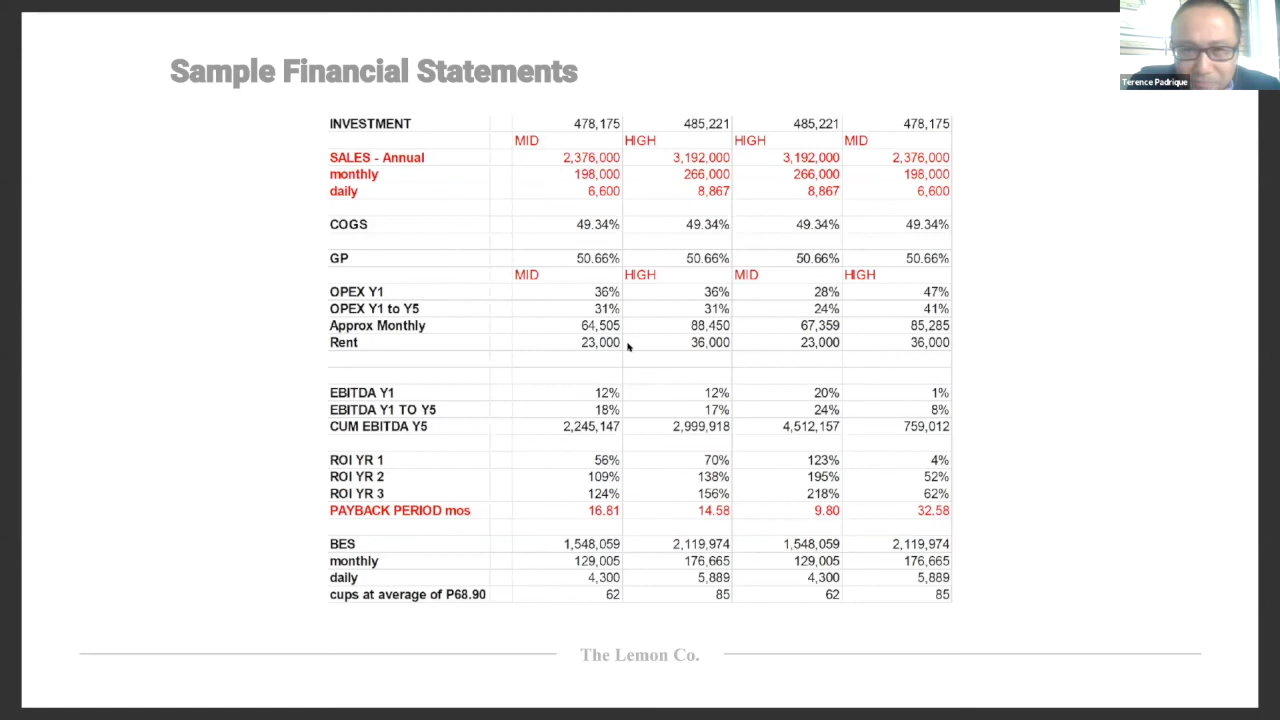 Sample Financial Statements
Terence Padrique
INVESTMENT 478,175 485,221 485,221 478,175
MID HIGH HIGH MID
SALES - Annual 2,376,000 3,192,000 3,192,000 2,376,000
monthly 198,000 266,000 266,000 198,000
daily 6,600 8,867 8,867 6,600
COGS 49.34% 49.34% 49.34% 49.34%
GP 50.66% 50.66% 50.66% 50.66%
MID HIGH MID HIGH
OPEX Y1 36% 36% 28% 47%
OPEX Y1 to Y5 31% 31% 24% 41%
Approx Monthly 64,505 88,450 67,359 85,285
Rent 23,000 36,000 23,000 36,000
EBITDA Y1 12% 12% 20% 1%
EBITDA Y1 TO Y5 18% 17% 24% 8%
CUM EBITDA Y5 2,245,147 2,999,918 4,512,157 759,012
ROI YR 1 56% 70% 123% 4%
ROI YR 2 109% 138% 195% 52%
ROI YR 3 124% 156% 218% 62%
PAYBACK PERIOD mos 16.81 14.58 9.80 32.58
BES 1,548,059 2,119,974 1,548,059 2,119,974
monthly 129,005 176,665 129,005 176,665
daily 4,300 5,889 4,300 5,889
cups at average of P68.90 62 85 62 85
The Lemon Co.